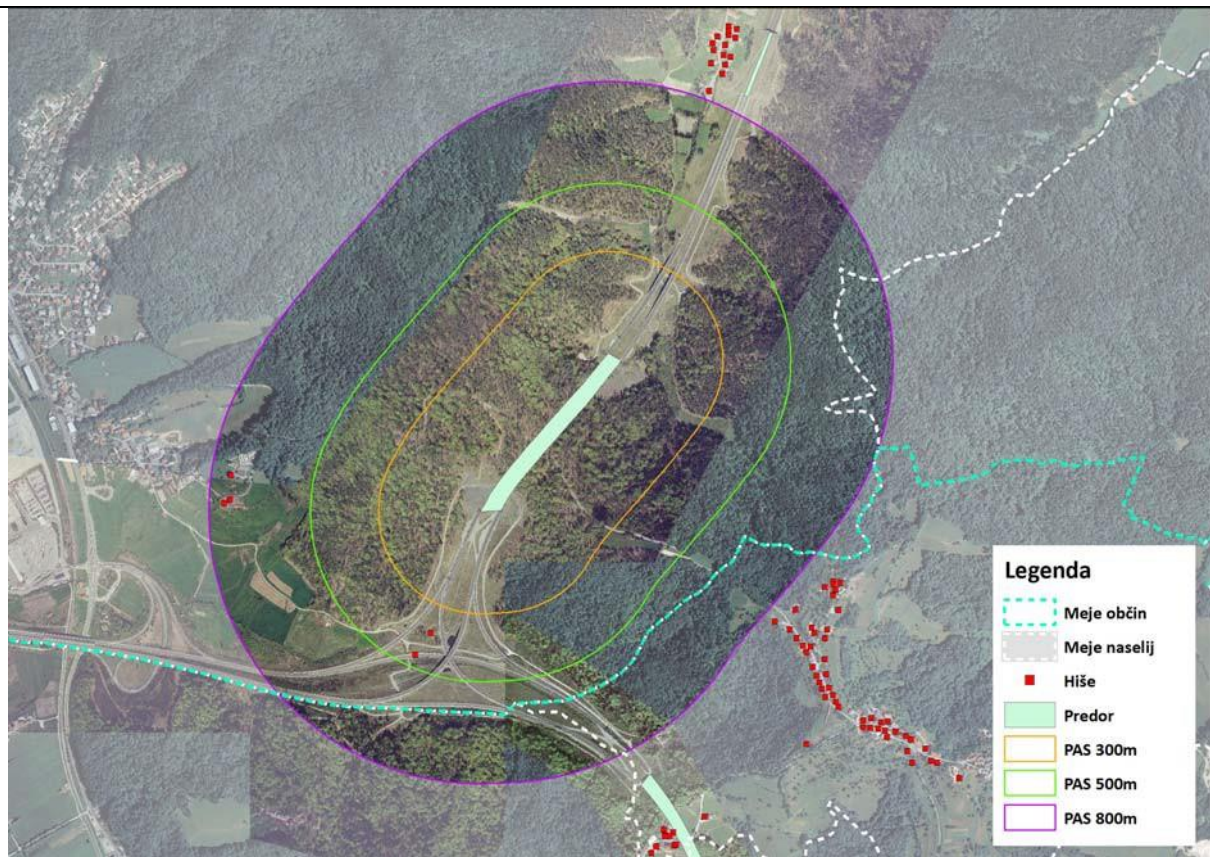 Legenda
Meje občin
Meje naselij
Hiše
Predor
PAS 300m
PAS 500m
PAS 800m